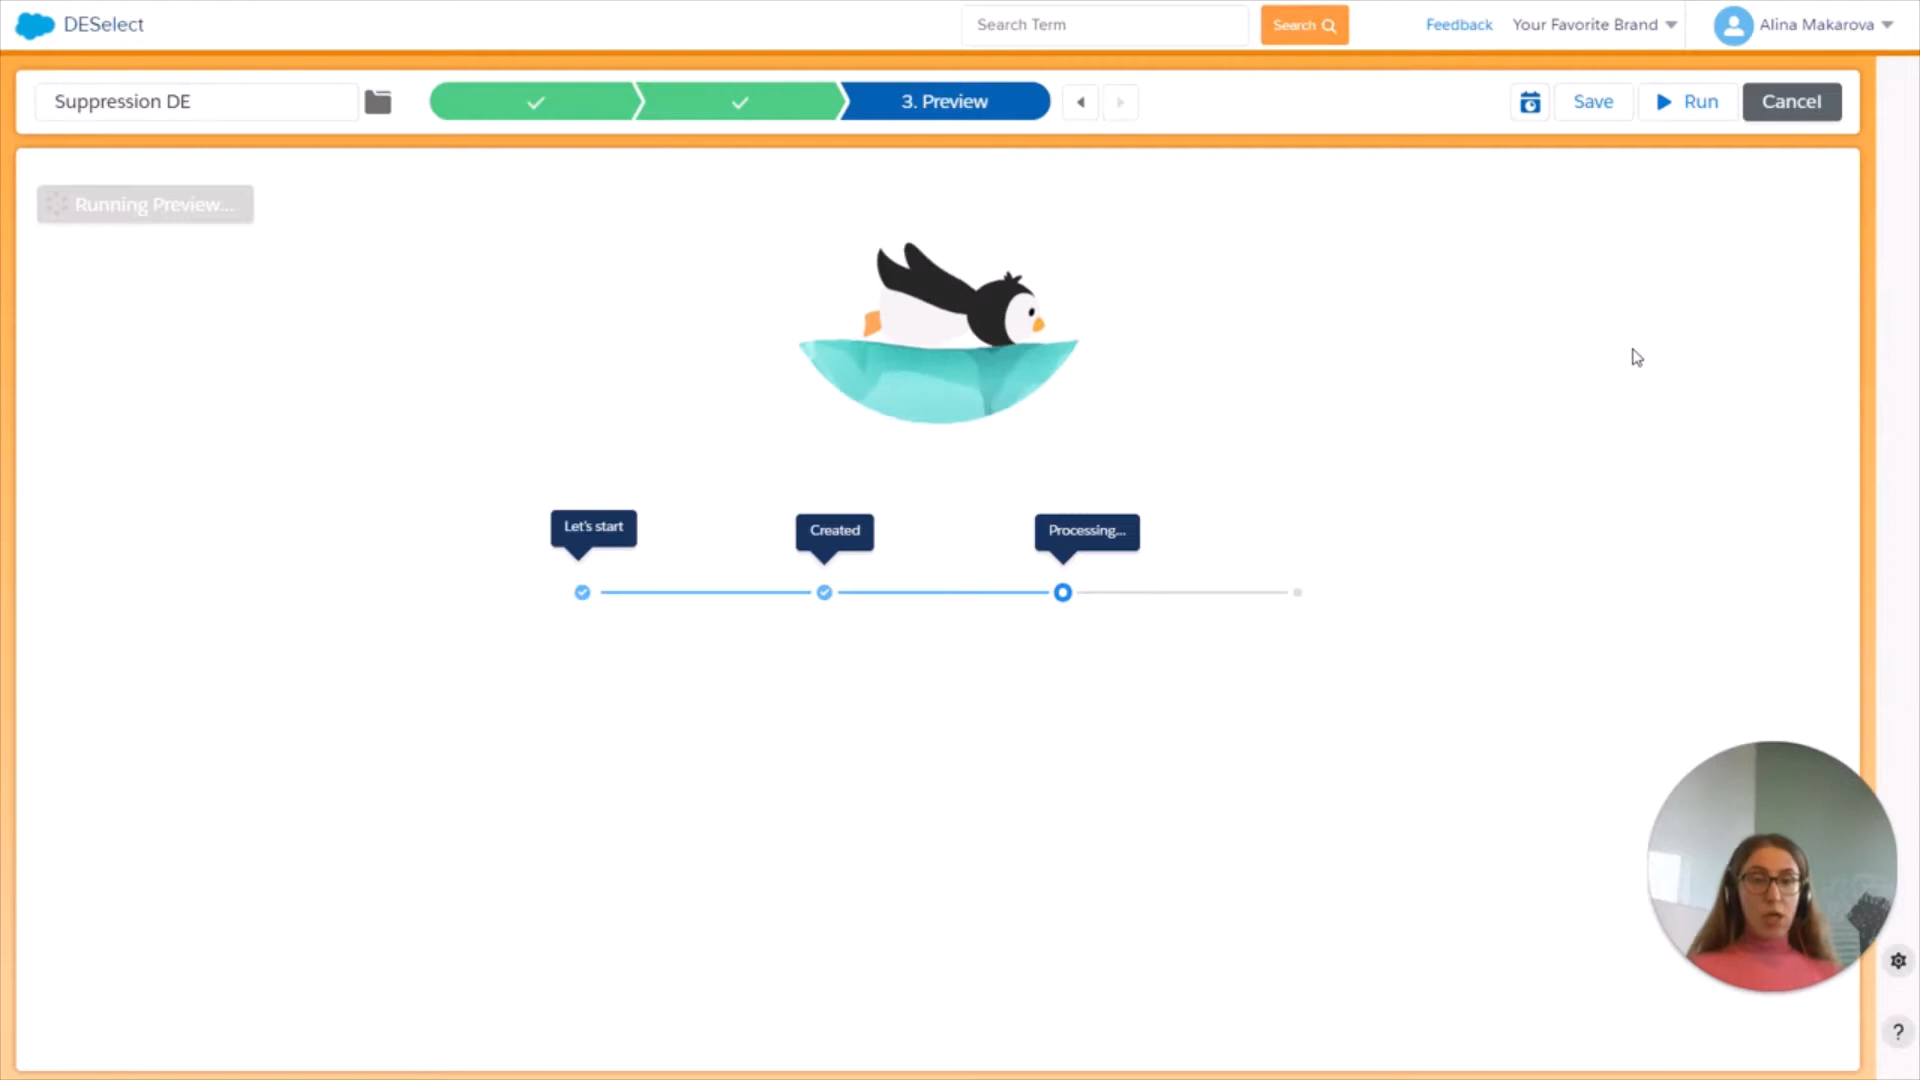 DESelect
Search Term
Search
Feedback
Your Favorite Brand
Alina Makarova
Suppression DE
3. Preview
Save
Run
Cancel
Running Preview...
Let's start
Created
Processing...
?